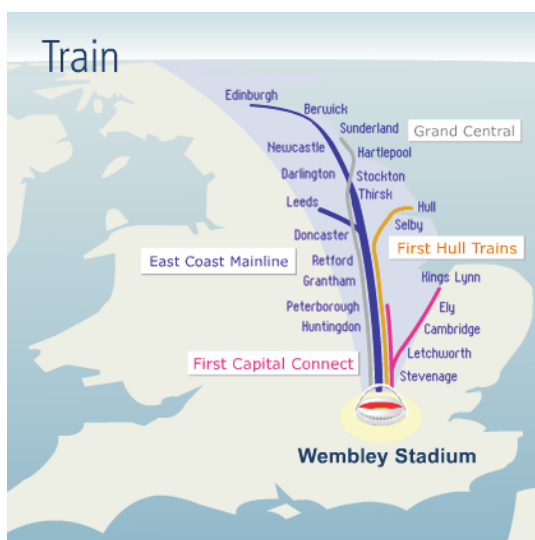 Train
Edinburgh
Berwick
Sunderland
Grand Central
Newcastle
Hartlepool
Darlington
Stockton
Thirsk
Leeds
Hull
Selby
Doncaster
First Hull Trains
East Coast Mainline
Retford
Grantham
Kings Lynn
Peterborough
Ely
Huntingdon
Cambridge
Letchworth
First Capital Connect
Stevenage
Wembley Stadium